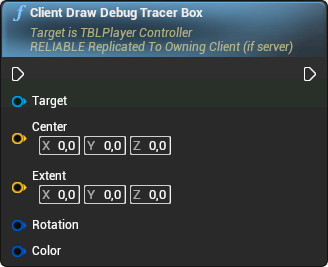 Client Draw Debug Tracer Box
Target is TBLPlayer Controller
RELIABLE Replicated To Owning Client (if server)
Target
Center
X 0,0 Y 0,0 Z 0,0
Extent
X 0,0 Y 0,0 Z 0,0
Rotation
Color